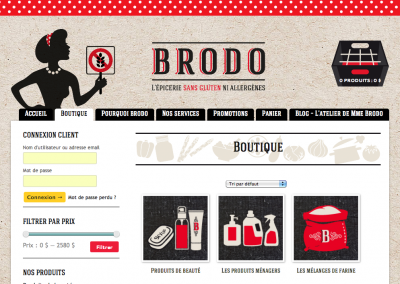 BRODO
L'ÉPICERIE SANS GLUTEN NI ALLERGÈNES
0 PRODUITS : 0 $
ACCUEIL BOUTIQUE POURQUOI BRODO NOS SERVICES PROMOTIONS PANIER BLOG - L'ATELIER DE MME BRODO
CONNEXION CLIENT
Nom d'utilisateur ou adresse email
Mot de passe
Connexion → Mot de passe perdu ?
FILTRER PAR PRIX
Prix : 0 $ — 2580 $ Filtrer
NOS PRODUITS
BOUTIQUE
Tri par défaut
B
B
PRODUITS DE BEAUTÉ
LES PRODUITS MÉNAGERS
LES MÉLANGES DE FARINE